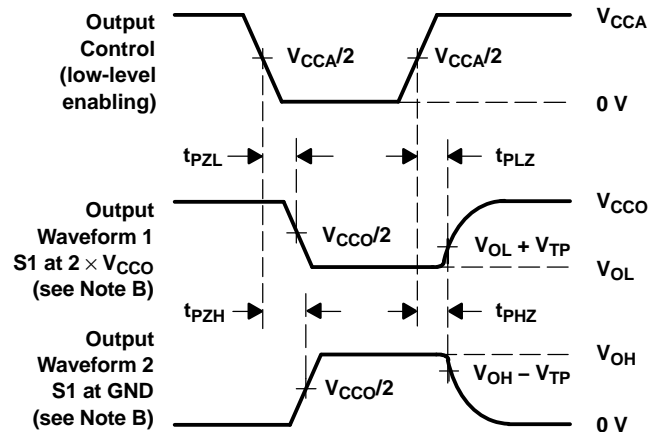 Output
Control
(low-level
enabling)
V_CCA/2
V_CCA/2
V_CCA
0 V
t_PZL
t_PLZ
Output
Waveform 1
S1 at 2 × V_CCO
(see Note B)
V_CCO/2
V_CCO
V_OL + V_TP
V_OL
t_PZH
t_PHZ
Output
Waveform 2
S1 at GND
(see Note B)
V_CCO/2
V_OH
V_OH − V_TP
0 V